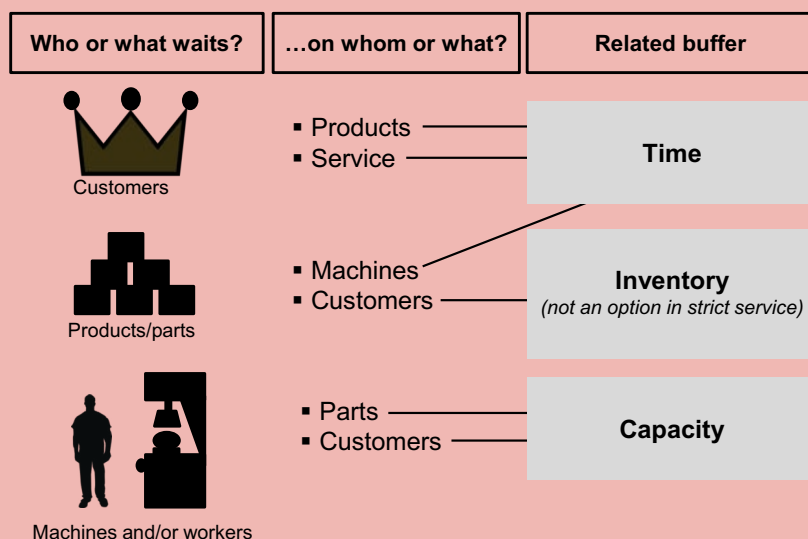 Who or what waits?
...on whom or what?
Related buffer
Customers
▪ Products
▪ Service
Time
Products/parts
▪ Machines
▪ Customers
Inventory
(not an option in strict service)
Machines and/or workers
▪ Parts
▪ Customers
Capacity